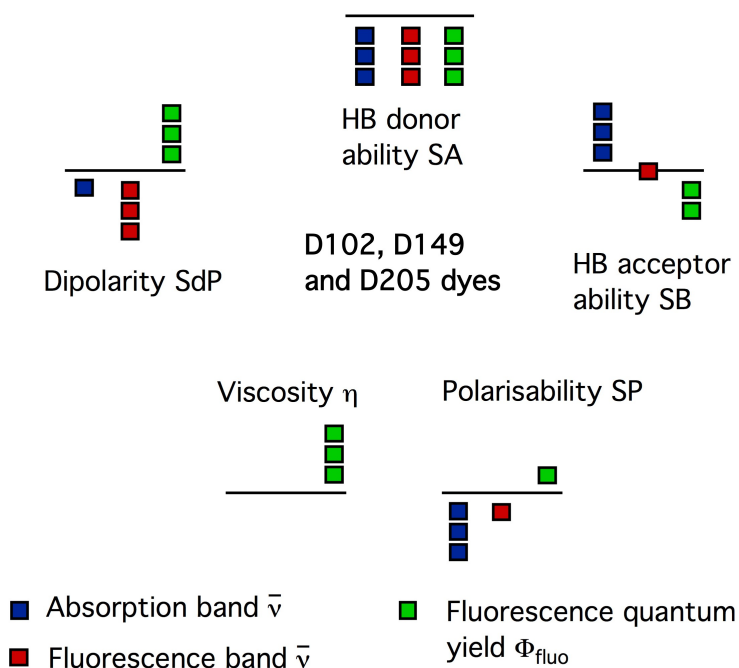 HB donor
ability SA
Dipolarity SdP
D102, D149
and D205 dyes
HB acceptor
ability SB
Viscosity η
Polarisability SP
Absorption band ν̅
Fluorescence band ν̅
Fluorescence quantum
yield Φfluo